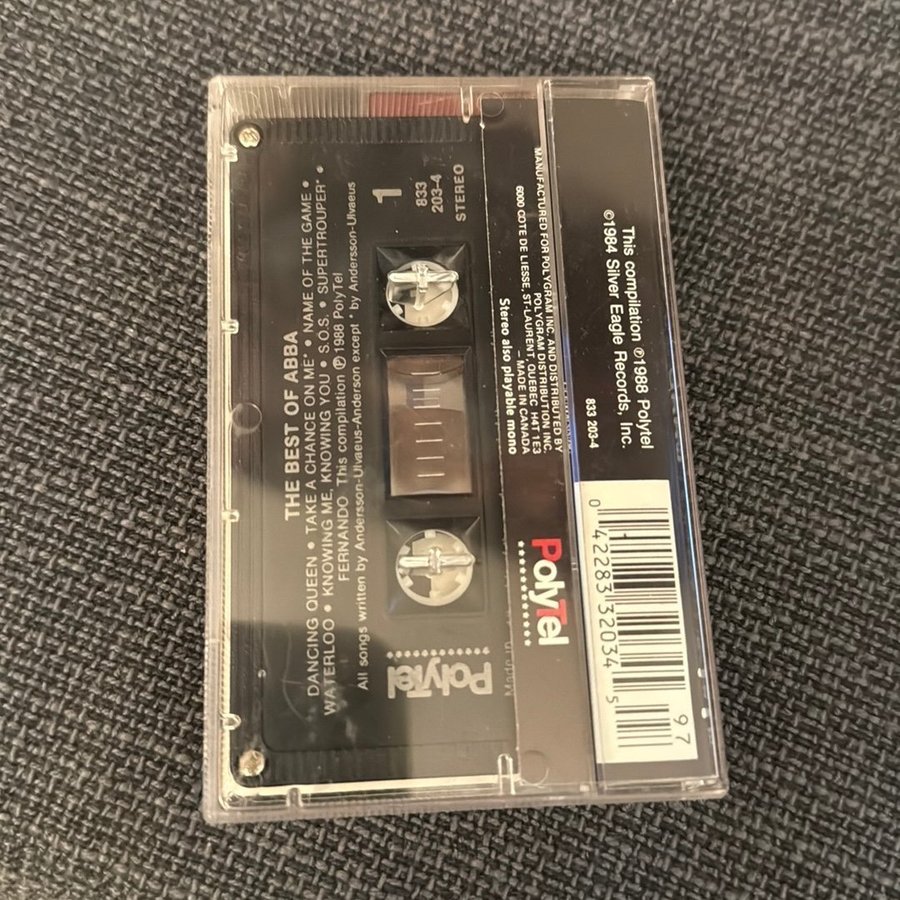 THE BEST OF ABBA
DANCING QUEEN • TAKE A CHANCE ON ME* • NAME OF THE GAME •
WATERLOO • KNOWING ME, KNOWING YOU • S.O.S. • SUPERTROUPER* •
FERNANDO This compilation ℗ 1988 PolyTel
All songs written by Andersson-Ulvaeus-Anderson except * by Andersson-Ulvaeus
1
833
203-4
STEREO
PolyTel
Made in
MANUFACTURED FOR POLYGRAM INC. AND DISTRIBUTED BY
POLYGRAM DISTRIBUTION INC.
6000 COTE DE LIESSE, ST-LAURENT, QUEBEC H4T 1E3
– MADE IN CANADA
Stereo also playable mono
PolyTel
This compilation ℗1988 Polytel
©1984 Silver Eagle Records, Inc.
833 203-4
0 42283 32034 5
97